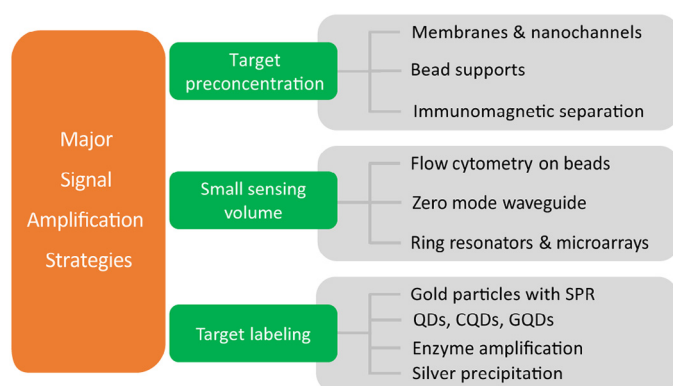 Major
Signal
Amplification
Strategies
Target
preconcentration
Membranes & nanochannels
Bead supports
Immunomagnetic separation
Small sensing
volume
Flow cytometry on beads
Zero mode waveguide
Ring resonators & microarrays
Target labeling
Gold particles with SPR
QDs, CQDs, GQDs
Enzyme amplification
Silver precipitation